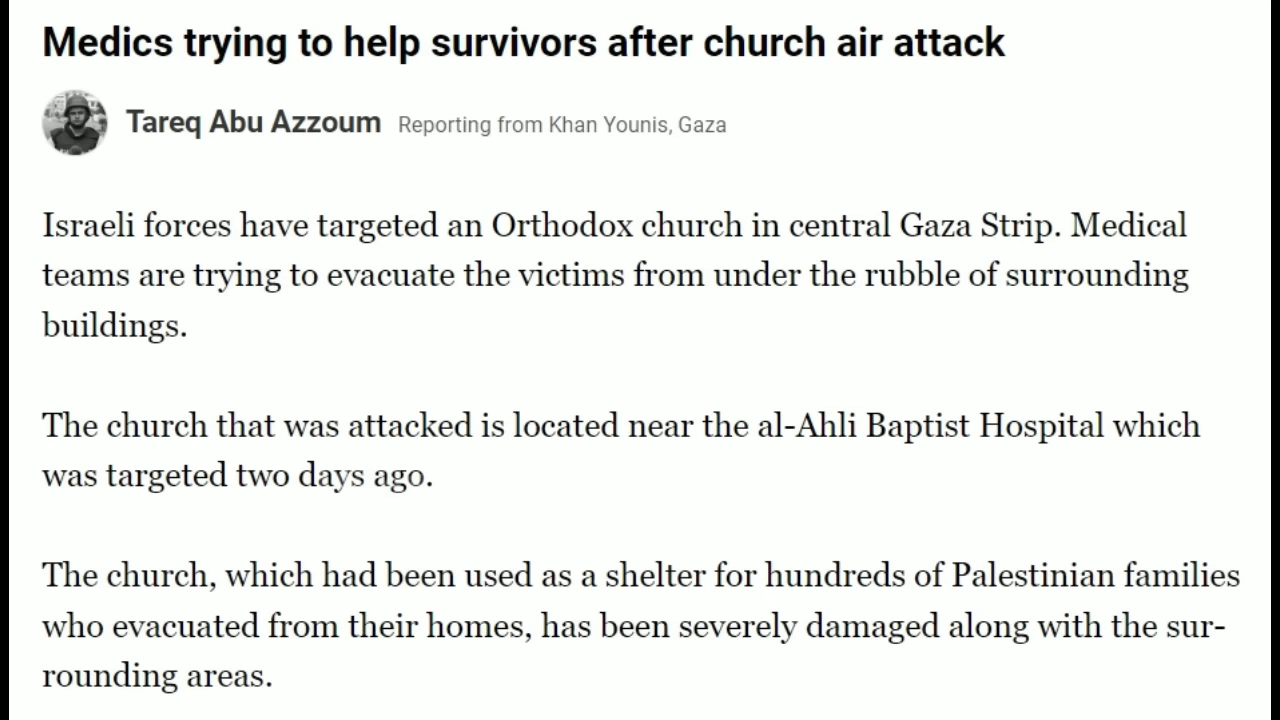 Medics trying to help survivors after church air attack
Tareq Abu Azzoum Reporting from Khan Younis, Gaza
Israeli forces have targeted an Orthodox church in central Gaza Strip. Medical
teams are trying to evacuate the victims from under the rubble of surrounding
buildings.
The church that was attacked is located near the al-Ahli Baptist Hospital which
was targeted two days ago.
The church, which had been used as a shelter for hundreds of Palestinian families
who evacuated from their homes, has been severely damaged along with the sur-
rounding areas.